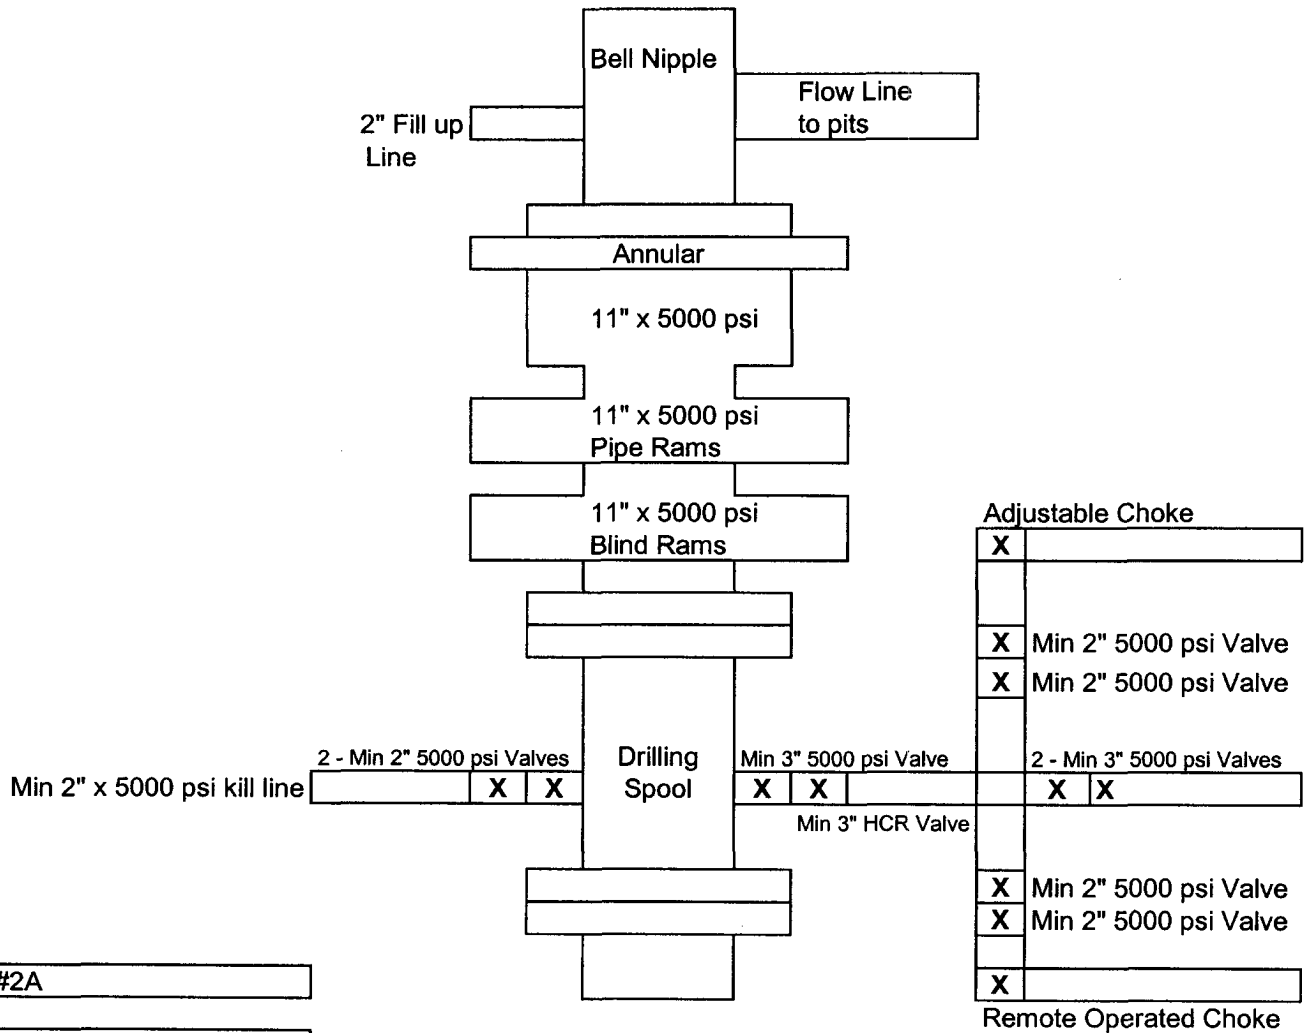 Bell Nipple
Flow Line
to pits
2" Fill up
Line
Annular
11" x 5000 psi
11" x 5000 psi
Pipe Rams
11" x 5000 psi
Blind Rams
Adjustable Choke
X
X Min 2" 5000 psi Valve
X Min 2" 5000 psi Valve
2 - Min 2" 5000 psi Valves
Drilling
Spool
Min 3" 5000 psi Valve
2 - Min 3" 5000 psi Valves
Min 2" x 5000 psi kill line
X X
X X
X X
Min 3" HCR Valve
X Min 2" 5000 psi Valve
X Min 2" 5000 psi Valve
#2A
X
Remote Operated Choke